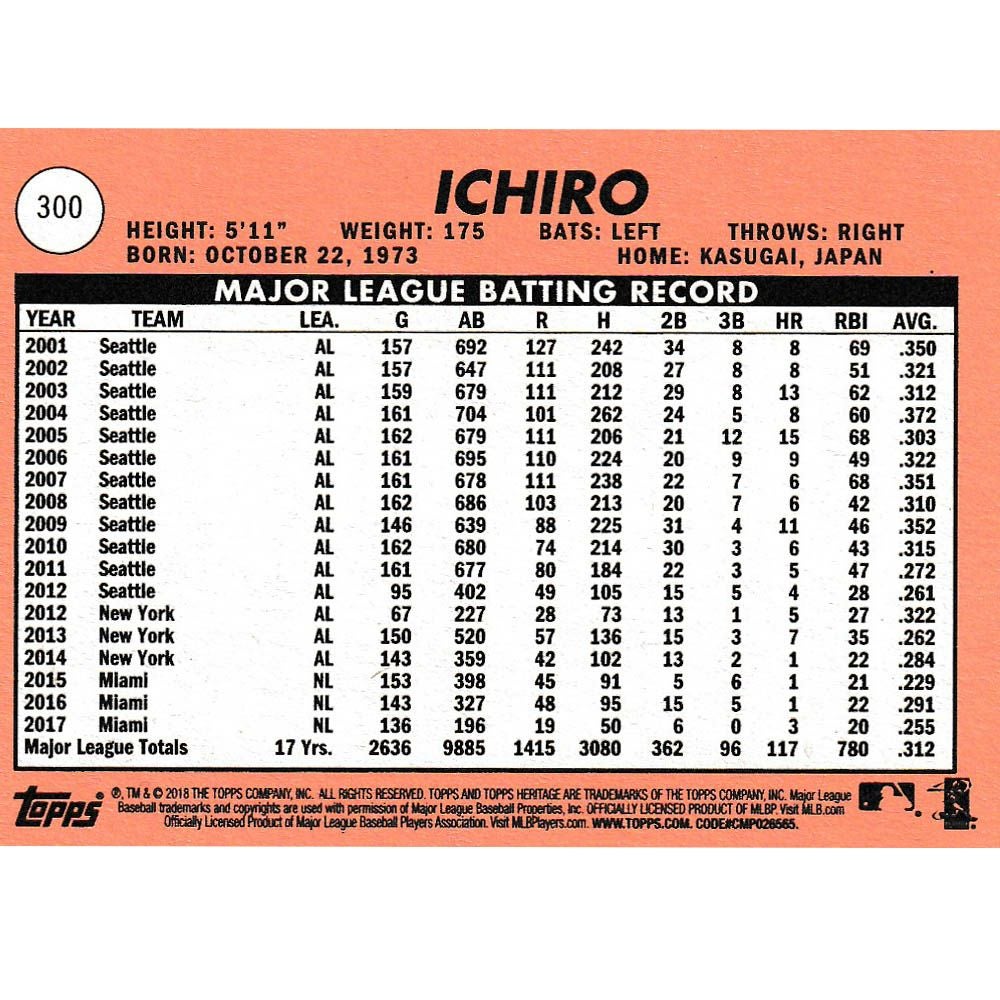 300
ICHIRO
HEIGHT: 5'11" WEIGHT: 175 BATS: LEFT THROWS: RIGHT
BORN: OCTOBER 22, 1973 HOME: KASUGAI, JAPAN
MAJOR LEAGUE BATTING RECORD
YEAR TEAM LEA. G AB R H 2B 3B HR RBI AVG.
2001 Seattle AL 157 692 127 242 34 8 8 69 .350
2002 Seattle AL 157 647 111 208 27 8 8 51 .321
2003 Seattle AL 159 679 111 212 29 8 13 62 .312
2004 Seattle AL 161 704 101 262 24 5 8 60 .372
2005 Seattle AL 162 679 111 206 21 12 15 68 .303
2006 Seattle AL 161 695 110 224 20 9 9 49 .322
2007 Seattle AL 161 678 111 238 22 7 6 68 .351
2008 Seattle AL 162 686 103 213 20 7 6 42 .310
2009 Seattle AL 146 639 88 225 31 4 11 46 .352
2010 Seattle AL 162 680 74 214 30 3 6 43 .315
2011 Seattle AL 161 677 80 184 22 3 5 47 .272
2012 Seattle AL 95 402 49 105 15 5 4 28 .261
2012 New York AL 67 227 28 73 13 1 5 27 .322
2013 New York AL 150 520 57 136 15 3 7 35 .262
2014 New York AL 143 359 42 102 13 2 1 22 .284
2015 Miami NL 153 398 45 91 5 6 1 21 .229
2016 Miami NL 143 327 48 95 15 5 1 22 .291
2017 Miami NL 136 196 19 50 6 0 3 20 .255
Major League Totals 17 Yrs. 2636 9885 1415 3080 362 96 117 780 .312
TOPPS® ®, TM & © 2018 THE TOPPS COMPANY, INC. ALL RIGHTS RESERVED. TOPPS AND TOPPS HERITAGE ARE TRADEMARKS OF THE TOPPS COMPANY, INC. Major League
Baseball trademarks and copyrights are used with permission of Major League Baseball Properties, Inc. OFFICIALLY LICENSED PRODUCT OF MLBP. Visit MLB.com
Officially Licensed Product of Major League Baseball Players Association. Visit MLBPlayers.com. WWW.TOPPS.COM. CODE#CMP026565.